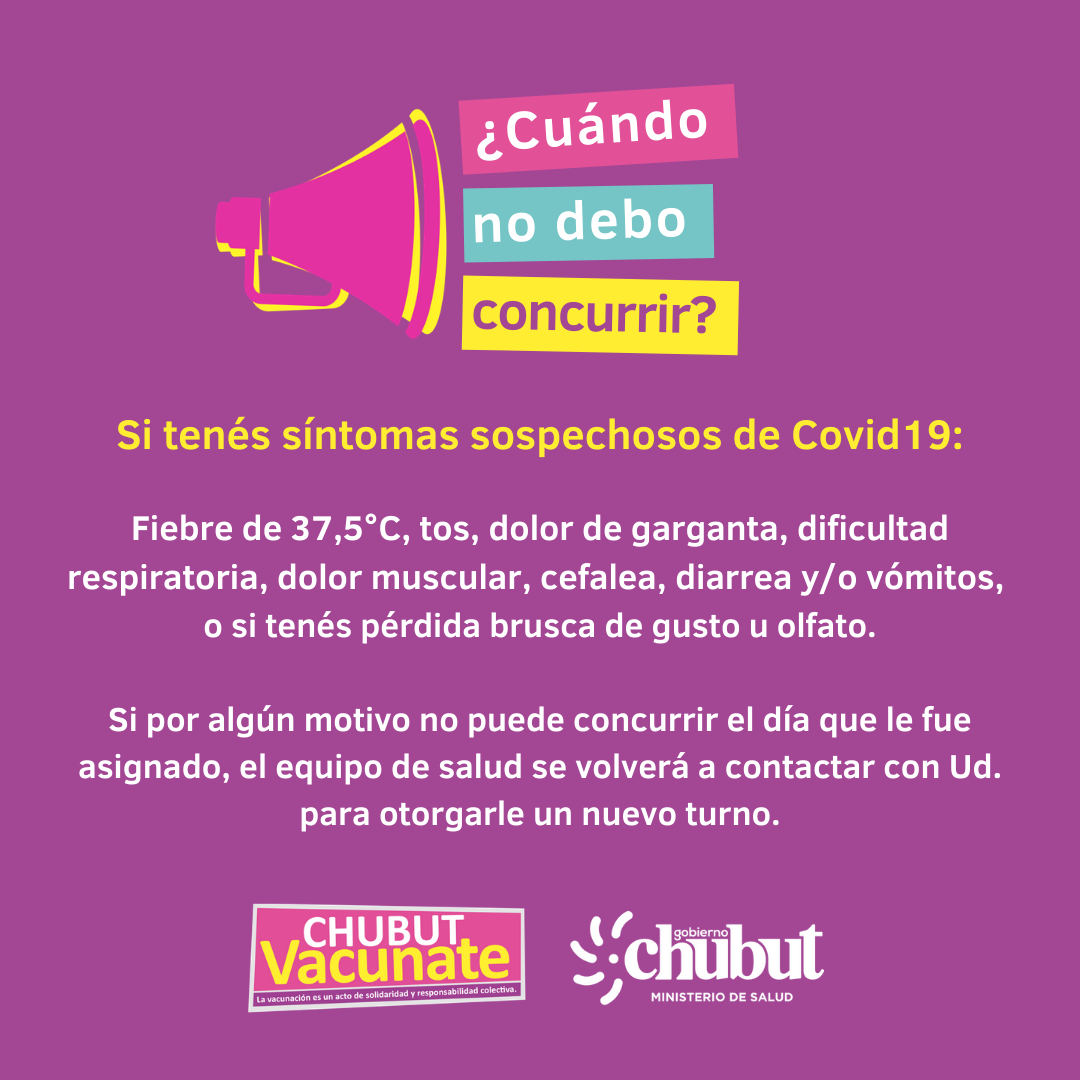 ¿Cuándo
no debo
concurrir?
Si tenés síntomas sospechosos de Covid19:
Fiebre de 37,5°C, tos, dolor de garganta, dificultad
respiratoria, dolor muscular, cefalea, diarrea y/o vómitos,
o si tenés pérdida brusca de gusto u olfato.
Si por algún motivo no puede concurrir el día que le fue
asignado, el equipo de salud se volverá a contactar con Ud.
para otorgarle un nuevo turno.
CHUBUT
Vacunate
La vacunación es un acto de solidaridad y responsabilidad colectiva.
gobierno
chubut
MINISTERIO DE SALUD